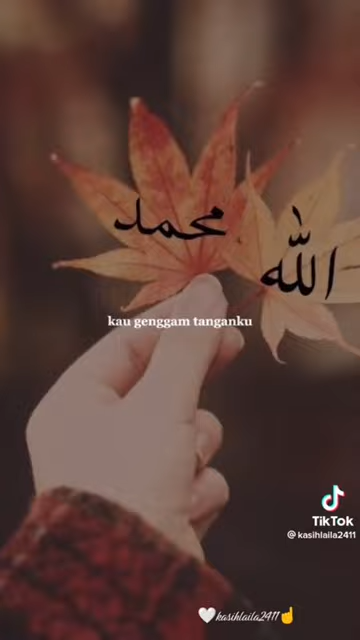 محمد
الله
kau genggam tanganku
TikTok
@kasihlaila2411
🤍kasihlaila2411☝️